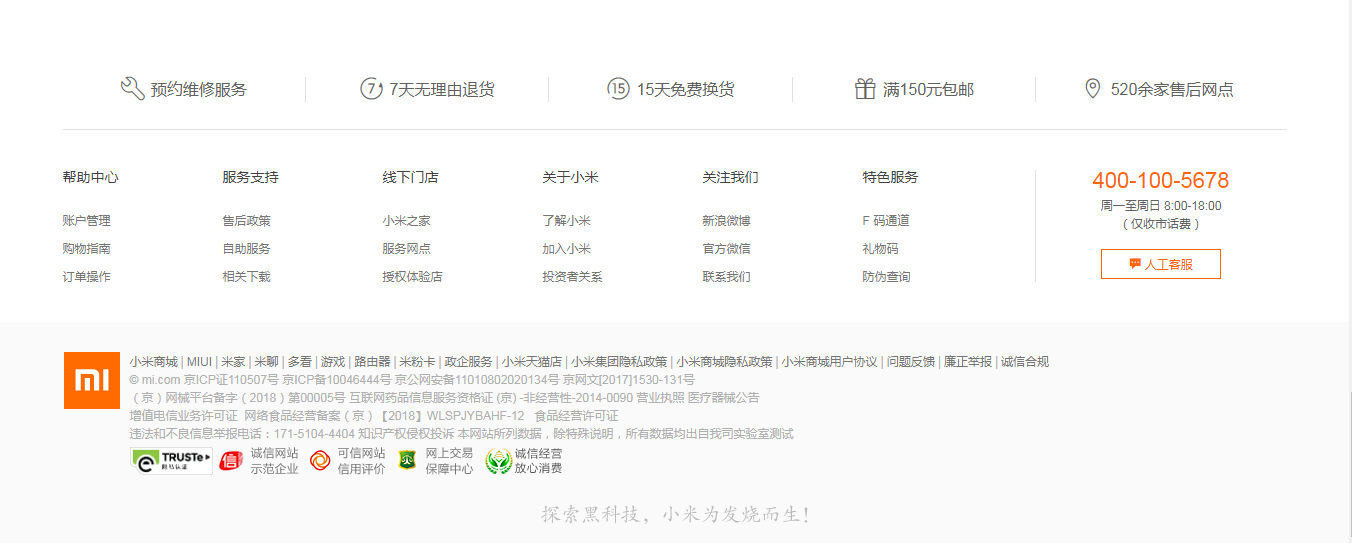 预约维修服务 7 7天无理由退货 15 15天免费换货 满150元包邮 520余家售后网点
帮助中心 服务支持 线下门店 关于小米 关注我们 特色服务 400-100-5678
周一至周日 8:00-18:00
账户管理 售后政策 小米之家 了解小米 新浪微博 F 码通道 （仅收市话费）
购物指南 自助服务 服务网点 加入小米 官方微信 礼物码
人工客服
订单操作 相关下载 授权体验店 投资者关系 联系我们 防伪查询
小米商城 | MIUI | 米家 | 米聊 | 多看 | 游戏 | 路由器 | 米粉卡 | 政企服务 | 小米天猫店 | 小米集团隐私政策 | 小米商城隐私政策 | 小米商城用户协议 | 问题反馈 | 廉正举报 | 诚信合规
mi
© mi.com 京ICP证110507号 京ICP备10046444号 京公网安备11010802020134号 京网文[2017]1530-131号
（京）网械平台备字（2018）第00005号 互联网药品信息服务资格证 (京) -非经营性-2014-0090 营业执照 医疗器械公告
增值电信业务许可证 网络食品经营备案（京）【2018】WLSPJYBAHF-12 食品经营许可证
违法和不良信息举报电话：171-5104-4404 知识产权侵权投诉 本网站所列数据，除特殊说明，所有数据均出自我司实验室测试
TRUSTe 隐私认证 信 诚信网站 可信网站 网上交易 诚信经营
示范企业 信用评价 保障中心 放心消费
探索黑科技，小米为发烧而生!